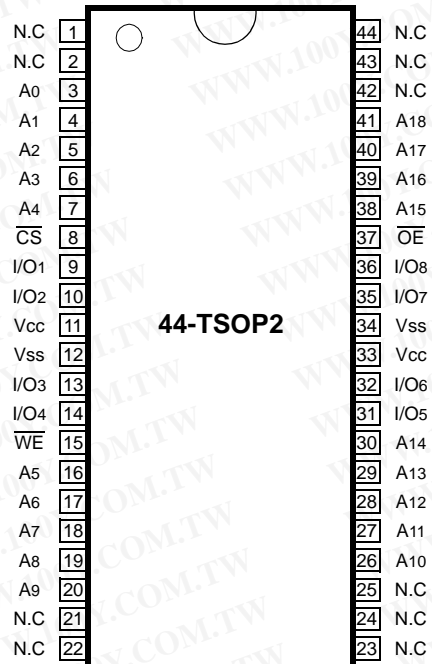 N.C 1 44 N.C
N.C 2 43 N.C
A0 3 42 N.C
A1 4 41 A18
A2 5 40 A17
A3 6 39 A16
A4 7 38 A15
CS 8 37 OE
I/O1 9 36 I/O8
I/O2 10 35 I/O7
Vcc 11 44-TSOP2 34 Vss
Vss 12 33 Vcc
I/O3 13 32 I/O6
I/O4 14 31 I/O5
WE 15 30 A14
A5 16 29 A13
A6 17 28 A12
A7 18 27 A11
A8 19 26 A10
A9 20 25 N.C
N.C 21 24 N.C
N.C 22 23 N.C